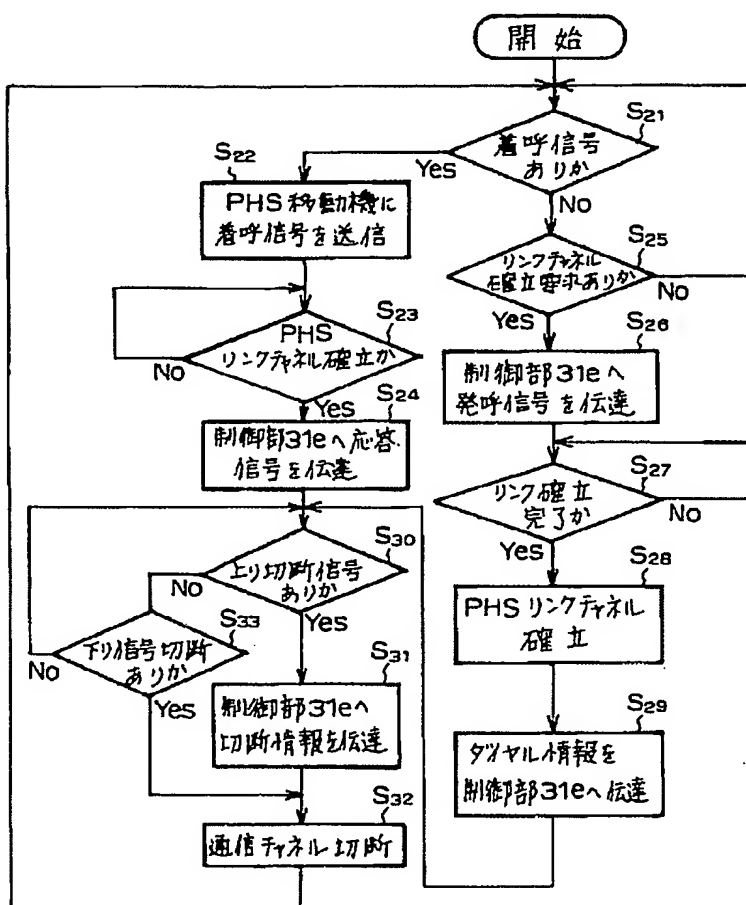 開始
S21
着呼信号
ありか
Yes
No
S22
PHS移動機に
着呼信号を送信
S23
PHS
リンクチャネル確立か
No
Yes
S24
制御部31eへ応答
信号を伝達
S25
リンクチャネル
確立要求ありか
No
Yes
S26
制御部31eへ
発呼信号を伝達
S27
リンク確立
完了か
No
Yes
S28
PHSリンクチャネル
確立
S29
ダイヤル情報を
制御部31eへ伝達
S30
上り切断信号
ありか
No
Yes
S33
下り信号切断
ありか
No
Yes
S31
制御部31eへ
切断情報を伝達
S32
通信チャネル切断